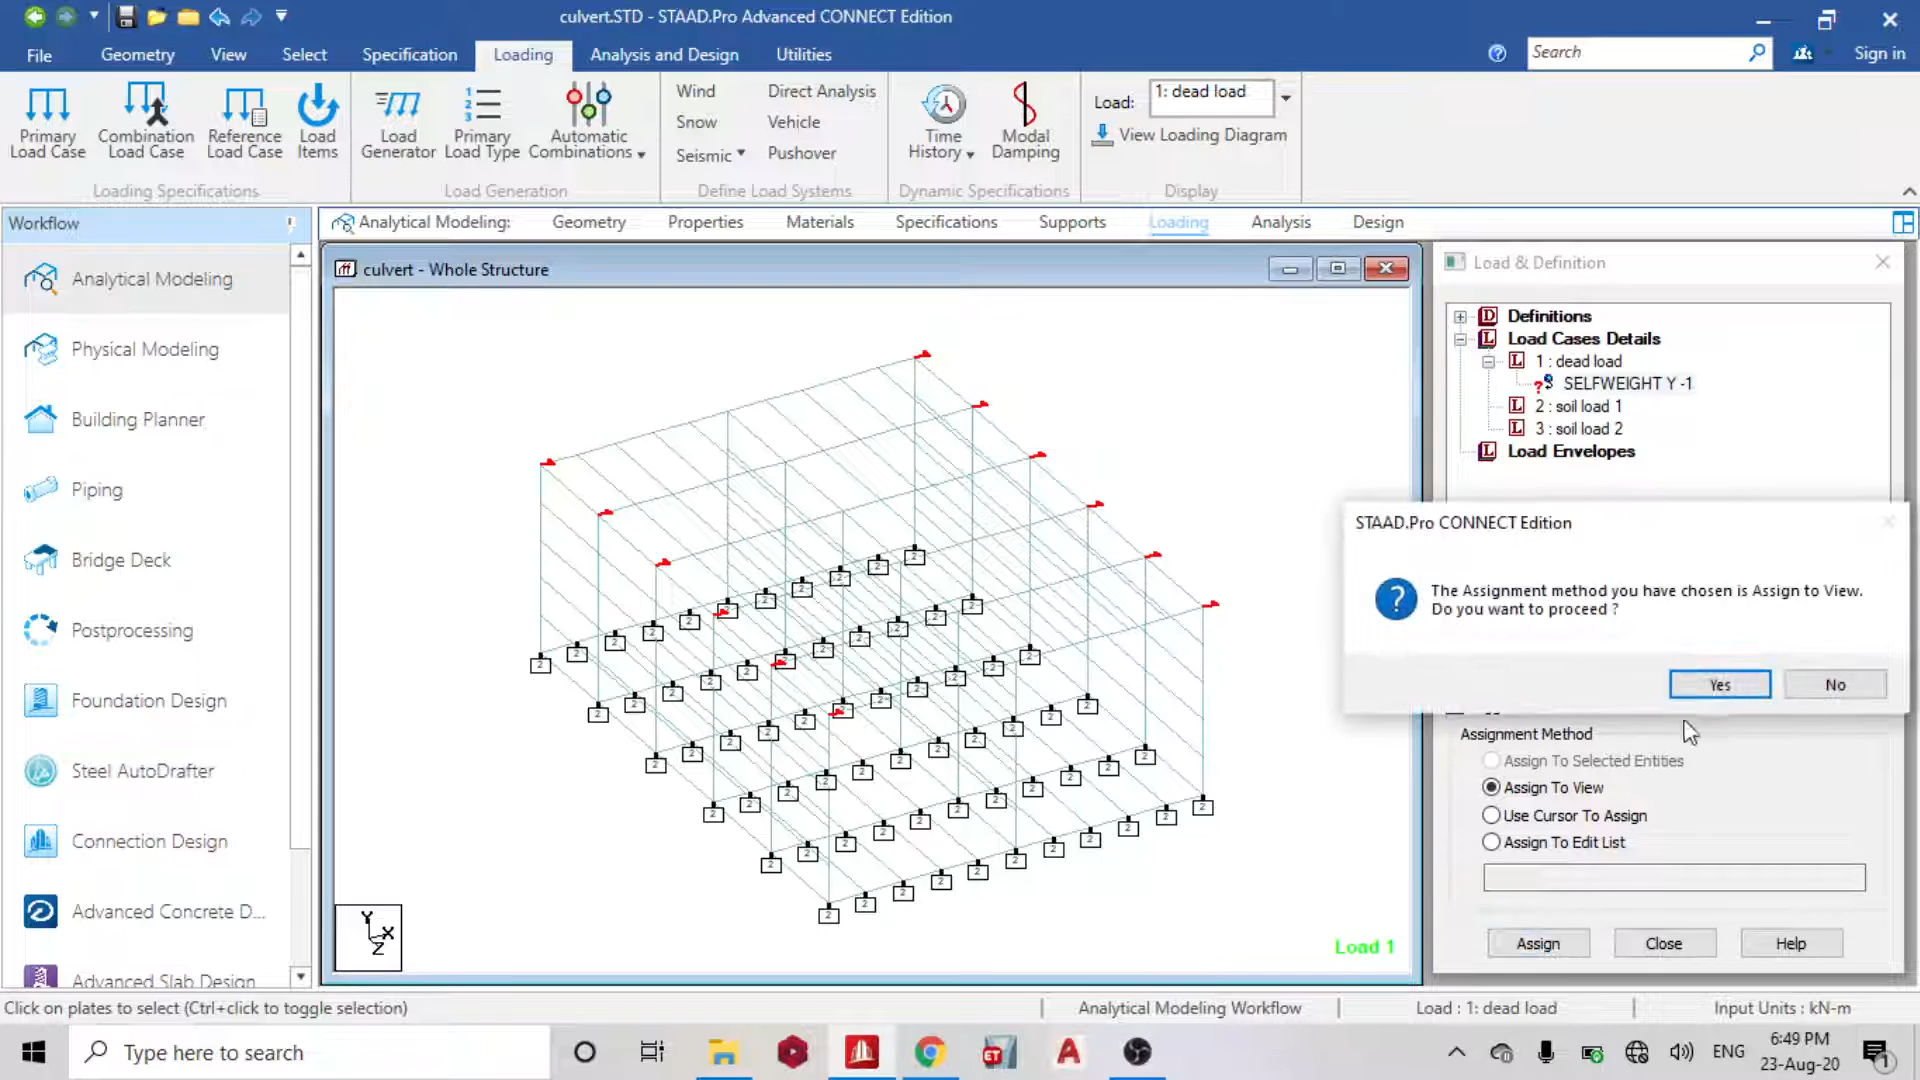 culvert.STD - STAAD.Pro Advanced CONNECT Edition
File
Geometry
View
Select
Specification
Loading
Analysis and Design
Utilities
Search
Sign in
Primary
Load Case
Combination
Load Case
Reference
Load Case
Load
Items
Loading Specifications
Load
Generator
Primary
Load Type
Automatic
Combinations
Load Generation
Wind
Snow
Seismic
Direct Analysis
Vehicle
Pushover
Define Load Systems
Time
History
Modal
Damping
Dynamic Specifications
Load:
1: dead load
View Loading Diagram
Display
Workflow
Analytical Modeling
Physical Modeling
Building Planner
Piping
Bridge Deck
Postprocessing
Foundation Design
Steel AutoDrafter
Connection Design
Advanced Concrete D...
Advanced Slab Design
Analytical Modeling:
Geometry
Properties
Materials
Specifications
Supports
Loading
Analysis
Design
culvert - Whole Structure
Y
X
Z
Load 1
Load & Definition
Definitions
Load Cases Details
1 : dead load
SELFWEIGHT Y -1
2 : soil load 1
3 : soil load 2
Load Envelopes
STAAD.Pro CONNECT Edition
The Assignment method you have chosen is Assign to View.
Do you want to proceed ?
Yes
No
Assignment Method
Assign To Selected Entities
Assign To View
Use Cursor To Assign
Assign To Edit List
Assign
Close
Help
Click on plates to select (Ctrl+click to toggle selection)
Analytical Modeling Workflow
Load : 1: dead load
Input Units : kN-m
Type here to search
ET
ENG
6:49 PM
23-Aug-20
1